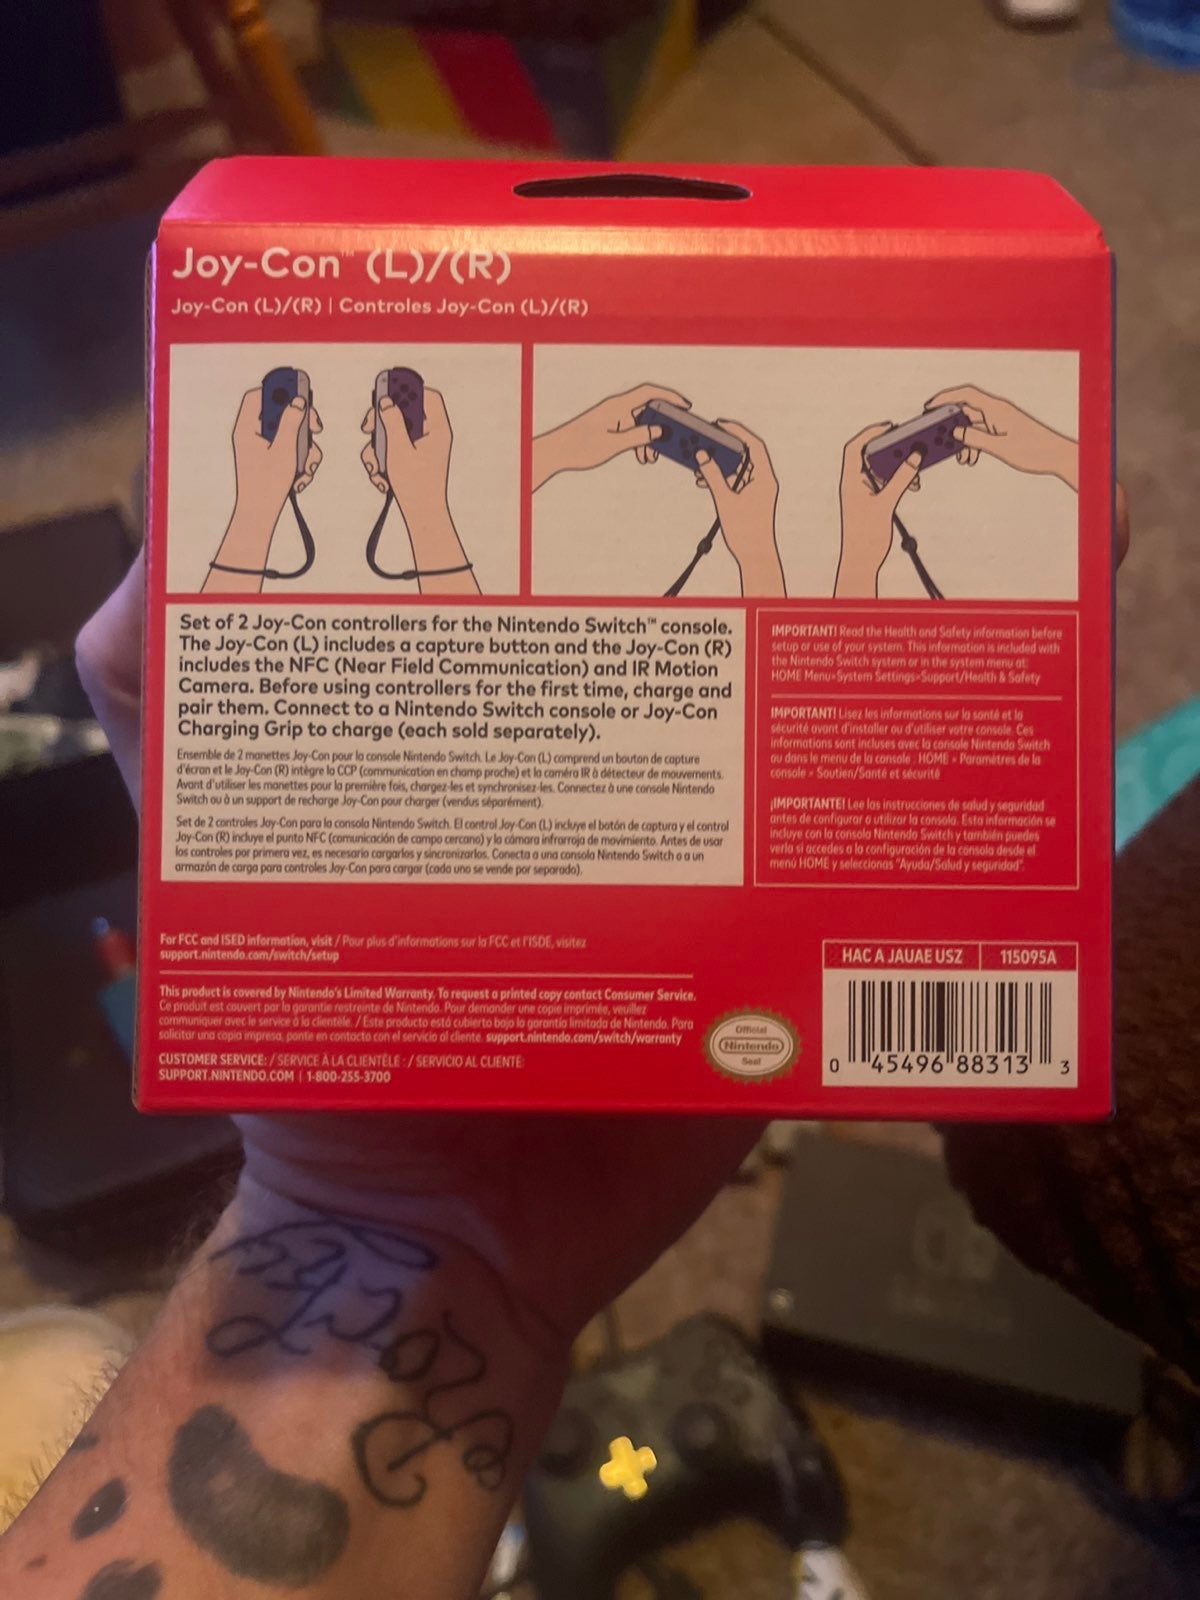 Joy-Con™ (L)/(R)
Joy-Con (L)/(R) | Controles Joy-Con (L)/(R)
Set of 2 Joy-Con controllers for the Nintendo Switch™ console.
The Joy-Con (L) includes a capture button and the Joy-Con (R)
includes the NFC (Near Field Communication) and IR Motion
Camera. Before using controllers for the first time, charge and
pair them. Connect to a Nintendo Switch console or Joy-Con
Charging Grip to charge (each sold separately).
Ensemble de 2 manettes Joy-Con pour la console Nintendo Switch. Le Joy-Con (L) comprend un bouton de capture
d'écran et le Joy-Con (R) intègre la CCP (communication en champ proche) et la caméra IR à détecteur de mouvements.
Avant d'utiliser les manettes pour la première fois, chargez-les et synchronisez-les. Connectez à une console Nintendo
Switch ou à un support de recharge Joy-Con pour charger (vendus séparément).
Set de 2 controles Joy-Con para la consola Nintendo Switch. El control Joy-Con (L) incluye el botón de captura y el control
Joy-Con (R) incluye el punto NFC (comunicación de campo cercano) y la cámara infrarroja de movimiento. Antes de usar
los controles por primera vez, es necesario cargarlos y sincronizarlos. Conecta a una consola Nintendo Switch o a un
armazón de carga para controles Joy-Con para cargar (cada uno se vende por separado).
IMPORTANT! Read the Health and Safety information before
setup or use of your system. This information is included with
the Nintendo Switch system or in the system menu at:
HOME Menu>System Settings>Support/Health & Safety
IMPORTANT! Lisez les informations sur la santé et la
sécurité avant d'installer ou d'utiliser votre console. Ces
informations sont incluses avec la console Nintendo Switch
ou dans le menu de la console : HOME > Paramètres de la
console > Soutien/Santé et sécurité
¡IMPORTANTE! Lee las instrucciones de salud y seguridad
antes de configurar o utilizar la consola. Esta información se
incluye con la consola Nintendo Switch y también puedes
verla si accedes a la configuración de la consola desde el
menú HOME y seleccionas "Ayuda/Salud y seguridad".
For FCC and ISED information, visit / Pour plus d'informations sur la FCC et l'ISDE, visitez
support.nintendo.com/switch/setup
This product is covered by Nintendo's Limited Warranty. To request a printed copy contact Consumer Service.
Ce produit est couvert par la garantie restreinte de Nintendo. Pour demander une copie imprimée, veuillez
communiquer avec le service à la clientèle. / Este producto está cubierto bajo la garantía limitada de Nintendo. Para
solicitar una copia impresa, ponte en contacto con el servicio al cliente. support.nintendo.com/switch/warranty
CUSTOMER SERVICE: / SERVICE À LA CLIENTÈLE : / SERVICIO AL CLIENTE:
SUPPORT.NINTENDO.COM | 1-800-255-3700
Official
Nintendo
Seal
HAC A JAUAE USZ 115095A
0 45496 88313 3